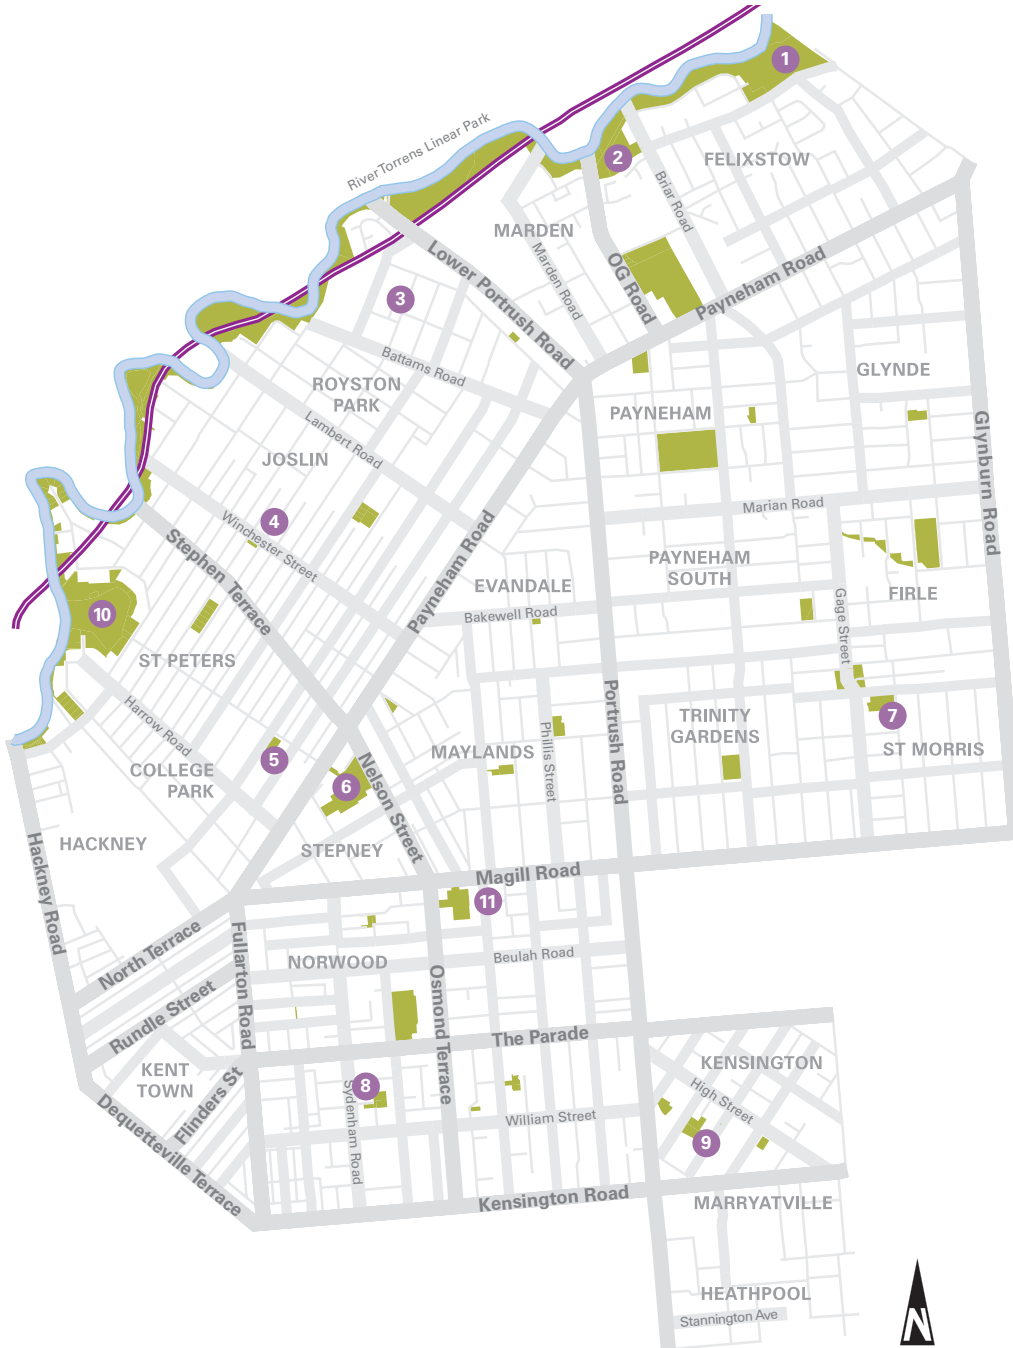 1
River Torrens Linear Park
2
FELIXSTOW
Briar Road
MARDEN
Lower Portrush Road
Marden Road
OG Road
Payneham Road
3
Battams Road
ROYSTON
PARK
GLYNDE
Lambert Road
PAYNEHAM
Glynburn Road
JOSLIN
4
Winchester Street
Marian Road
Stephen Terrace
Payneham Road
PAYNEHAM
SOUTH
EVANDALE
FIRLE
Gage Street
10
Bakewell Road
ST PETERS
Harrow Road
Portrush Road
7
TRINITY
GARDENS
ST MORRIS
Phillis Street
MAYLANDS
5
COLLEGE
PARK
6
Nelson Street
HACKNEY
Hackney Road
STEPNEY
Magill Road
11
North Terrace
Fullarton Road
NORWOOD
Beulah Road
Osmond Terrace
Rundle Street
The Parade
KENSINGTON
KENT
TOWN
Flinders St
8
Sydenham Road
High Street
William Street
9
Dequetteville Terrace
Kensington Road
MARRYATVILLE
HEATHPOOL
Stannington Ave
N